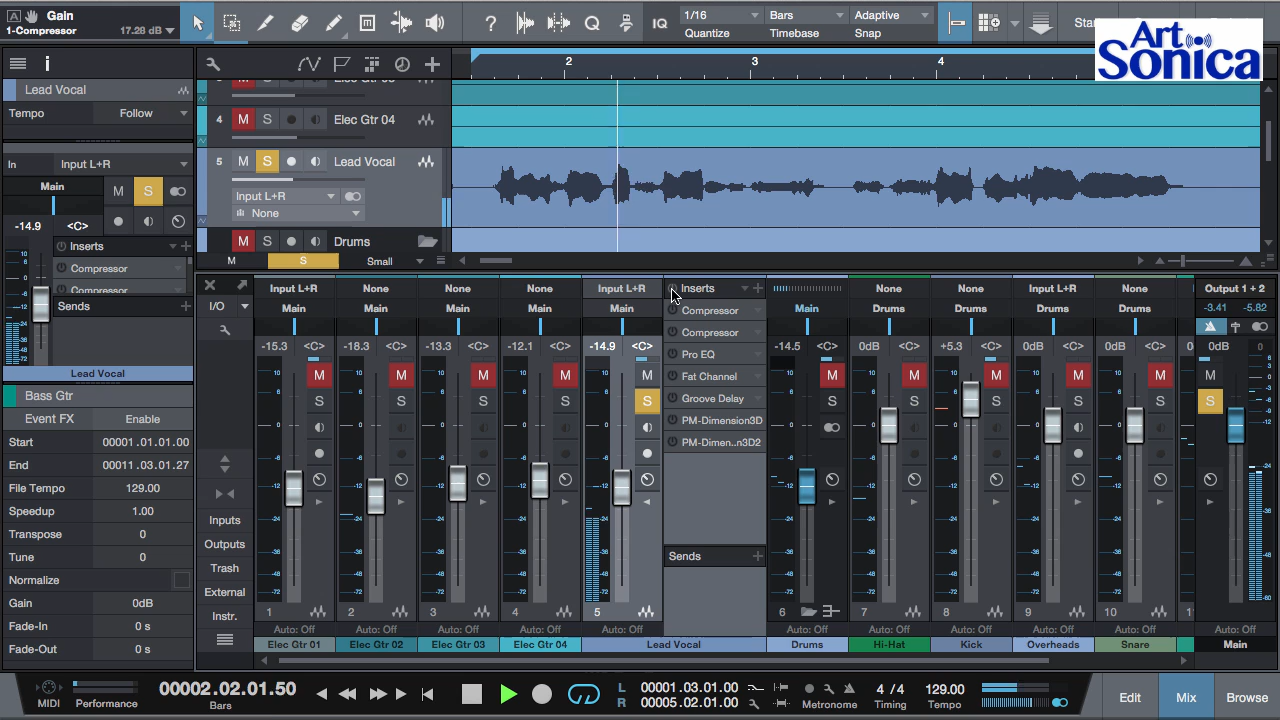 Gain
1-Compressor 17.28 dB
IQ
1/16 Bars Adaptive
Quantize Timebase Snap
Art
Sonica
Lead Vocal
Tempo Follow
In Input L+R
Main
M S
-14.9 <C>
Inserts
Compressor
Compressor
Sends
Lead Vocal
Bass Gtr
Event FX Enable
Start 00001.01.01.00
End 00011.03.01.27
File Tempo 129.00
Speedup 1.00
Transpose 0
Tune 0
Normalize
Gain 0dB
Fade-In 0 s
Fade-Out 0 s
2 3 4
4 M S Elec Gtr 04
5 M S Lead Vocal
Input L+R
None
M S Drums
M S Small
I/O
Inputs
Outputs
Trash
External
Instr.
Input L+R None None None Input L+R Inserts None None Input L+R None Output 1 + 2
-3.41 -5.82
Main Main Main Main Main Main Drums Drums Drums Drums
-15.3 <C> -18.3 <C> -13.3 <C> -12.1 <C> -14.9 <C> -14.5 <C> 0dB <C> +5.3 <C> 0dB <C> 0dB <C> 0dB
Compressor
Compressor
Pro EQ
Fat Channel
Groove Delay
PM-Dimension3D
PM-Dimen..n3D2
Sends
M M M M M M M M M M M
S S S S S S S S S S S
1 2 3 4 5 6 7 8 9 10
Auto: Off Auto: Off Auto: Off Auto: Off Auto: Off Auto: Off Auto: Off Auto: Off Auto: Off Auto: Off Auto: Off
Elec Gtr 01 Elec Gtr 02 Elec Gtr 03 Elec Gtr 04 Lead Vocal Drums Hi-Hat Kick Overheads Snare Main
MIDI Performance
00002.02.01.50
Bars
L 00001.03.01.00
R 00005.02.01.00
Metronome
4 / 4
Timing
129.00
Tempo
Edit Mix Browse